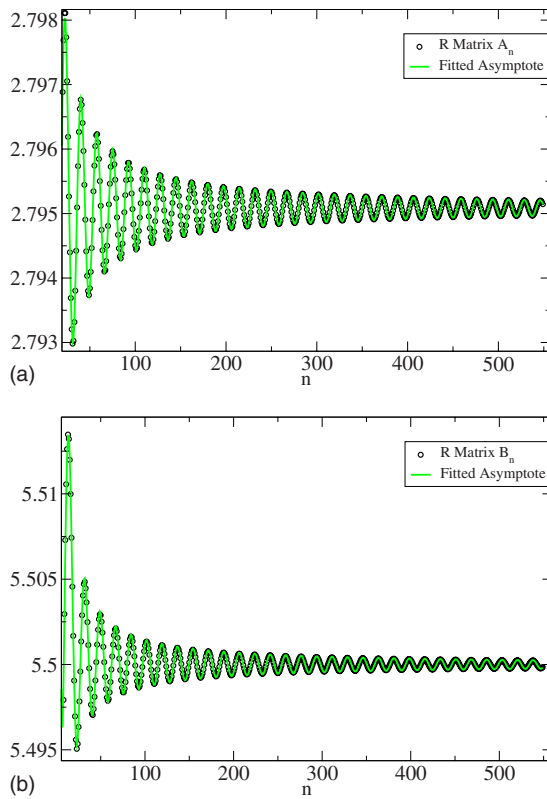 2.798
R Matrix A_n
2.797
Fitted Asymptote
2.796
2.795
2.794
2.793
100 200 300 400 500
(a)
n
R Matrix B_n
5.51
Fitted Asymptote
5.505
5.5
5.495
100 200 300 400 500
(b)
n